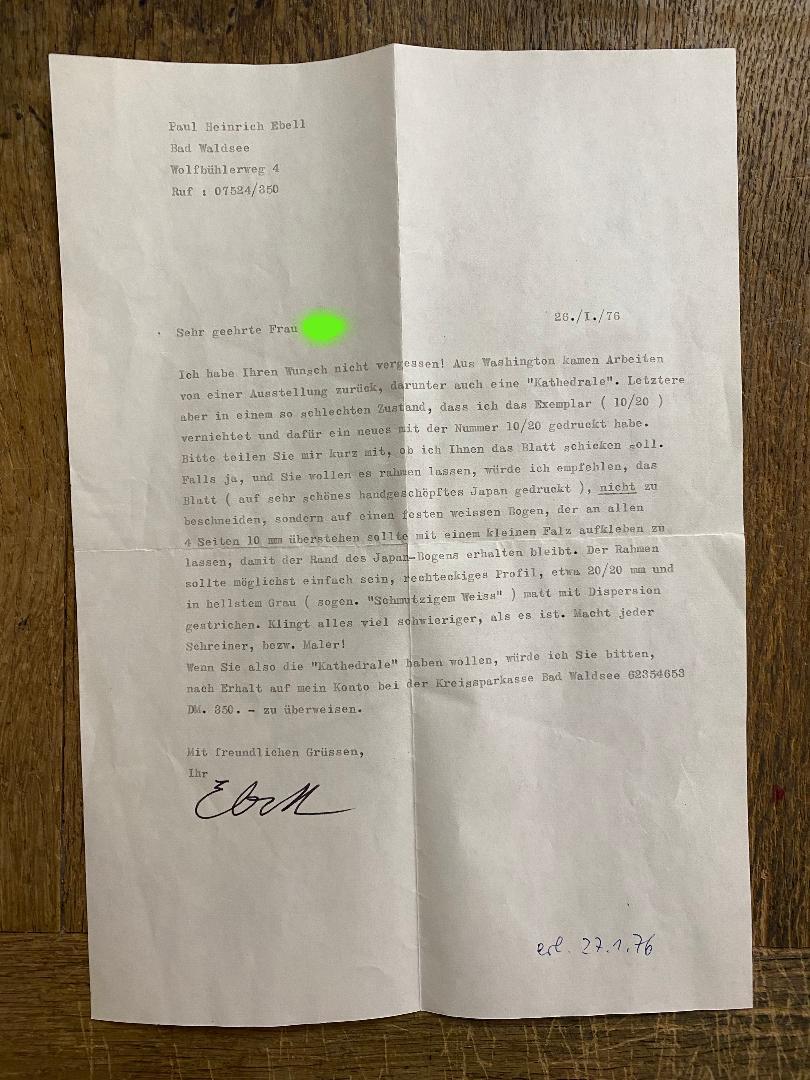 Paul Heinrich Ebell
Bad Waldsee
Wolfbühlerweg 4
Ruf : 07524/350
26./I./76
Sehr geehrte Frau
Ich habe Ihren Wunsch nicht vergessen! Aus Washington kamen Arbeiten
von einer Ausstellung zurück, darunter auch eine "Kathedrale". Letztere
aber in einem so schlechten Zustand, dass ich das Exemplar ( 10/20 )
vernichtet und dafür ein neues mit der Nummer 10/20 gedruckt habe.
Bitte teilen Sie mir kurz mit, ob ich Ihnen das Blatt schicken soll.
Falls ja, und Sie wollen es rahmen lassen, würde ich empfehlen, das
Blatt ( auf sehr schönes handgeschöpftes Japan gedruckt ), nicht zu
beschneiden, sondern auf einen festen weissen Bogen, der an allen
4 Seiten 10 mm überstehen sollte mit einem kleinen Falz aufkleben zu
lassen, damit der Rand des Japan-Bogens erhalten bleibt. Der Rahmen
sollte möglichst einfach sein, rechteckiges Profil, etwa 20/20 mm und
in hellstem Grau ( sogen. "Schmutzigem Weiss" ) matt mit Dispersion
gestrichen. Klingt alles viel schwieriger, als es ist. Macht jeder
Schreiner, bezw. Maler!
Wenn Sie also die "Kathedrale" haben wollen, würde ich Sie bitten,
nach Erhalt auf mein Konto bei der Kreissparkasse Bad Waldsee 62354653
DM. 350. - zu überweisen.
Mit freundlichen Grüssen,
Ihr
Ebell
erl. 27.1.76